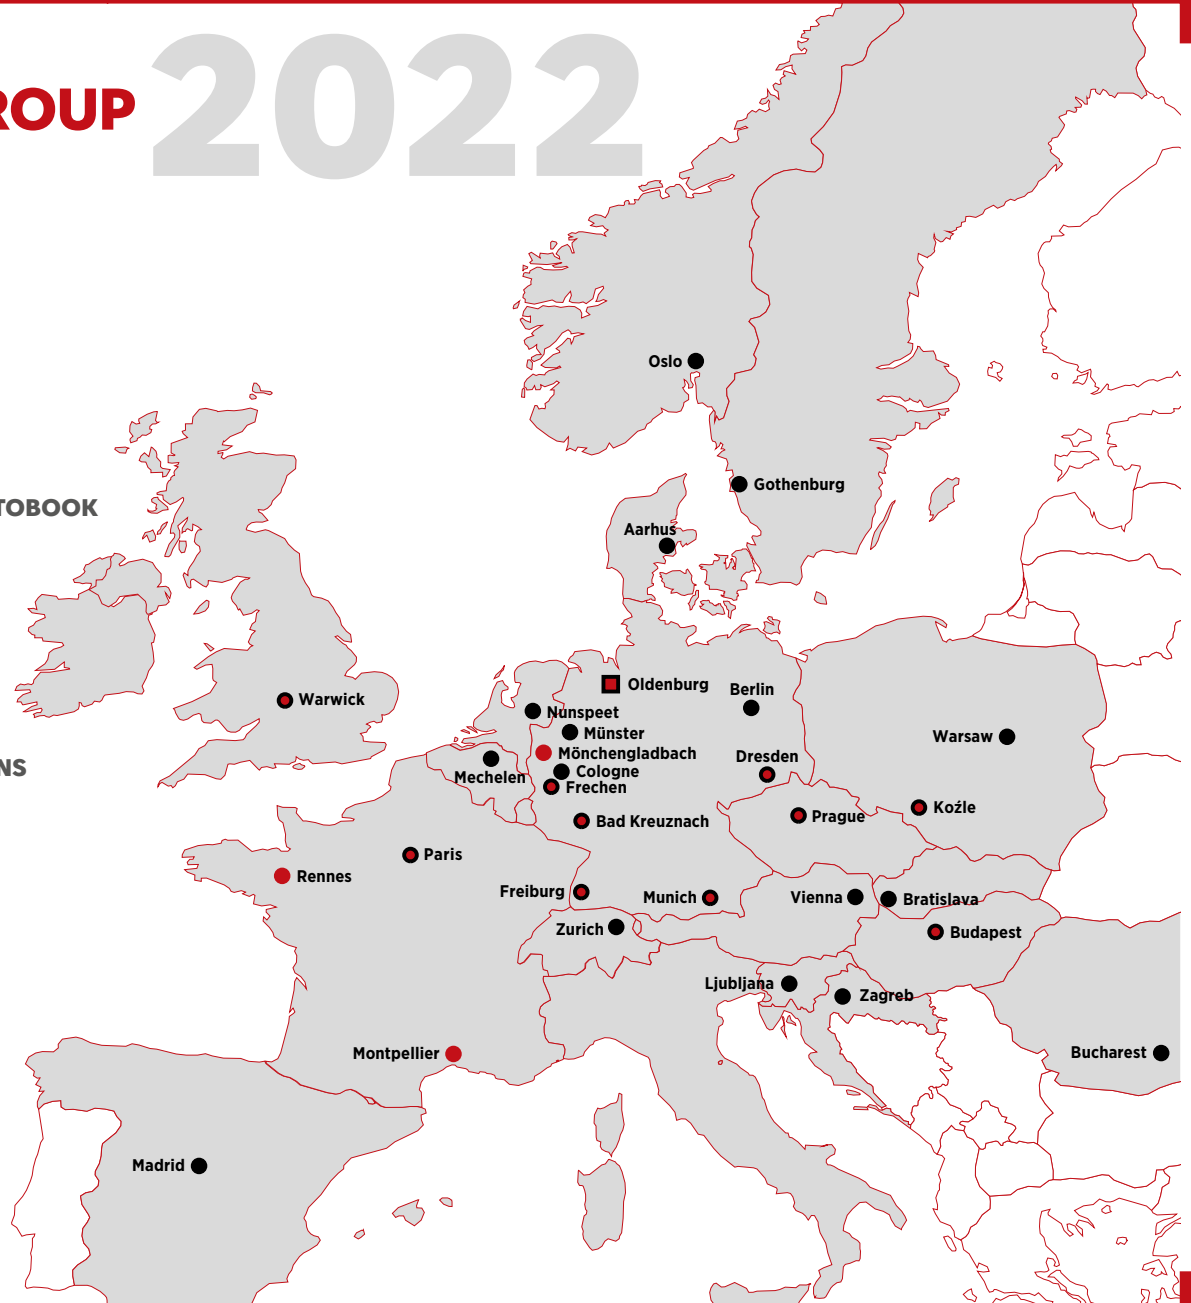 ROUP 2022
Oslo
TOBOOK
Gothenburg
Aarhus
Warwick
Oldenburg
Berlin
Nunspeet
Münster
Warsaw
Mönchengladbach
Dresden
NS
Mechelen
Cologne
Frechen
Koźle
Prague
Bad Kreuznach
Paris
Rennes
Freiburg
Munich
Vienna
Bratislava
Zurich
Budapest
Ljubljana
Zagreb
Montpellier
Bucharest
Madrid